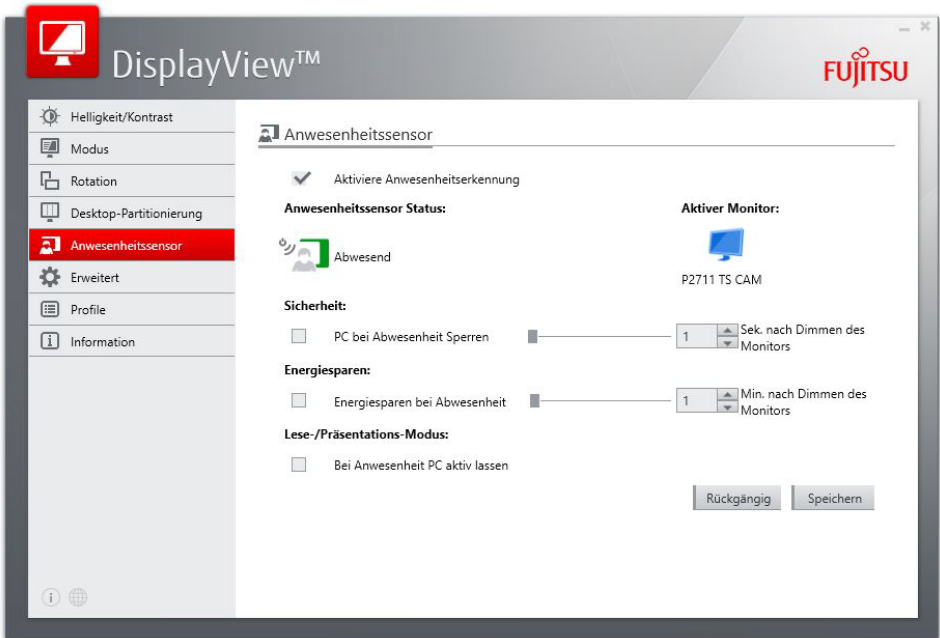 DisplayView™
FUJITSU
Helligkeit/Kontrast
Modus
Rotation
Desktop-Partitionierung
Anwesenheitssensor
Erweitert
Profile
Information
Anwesenheitssensor
Aktiviere Anwesenheitserkennung
Anwesenheitssensor Status:
Aktiver Monitor:
Abwesend
P2711 TS CAM
Sicherheit:
PC bei Abwesenheit Sperren
1
Sek. nach Dimmen des
Monitors
Energiesparen:
Energiesparen bei Abwesenheit
1
Min. nach Dimmen des
Monitors
Lese-/Präsentations-Modus:
Bei Anwesenheit PC aktiv lassen
Rückgängig
Speichern